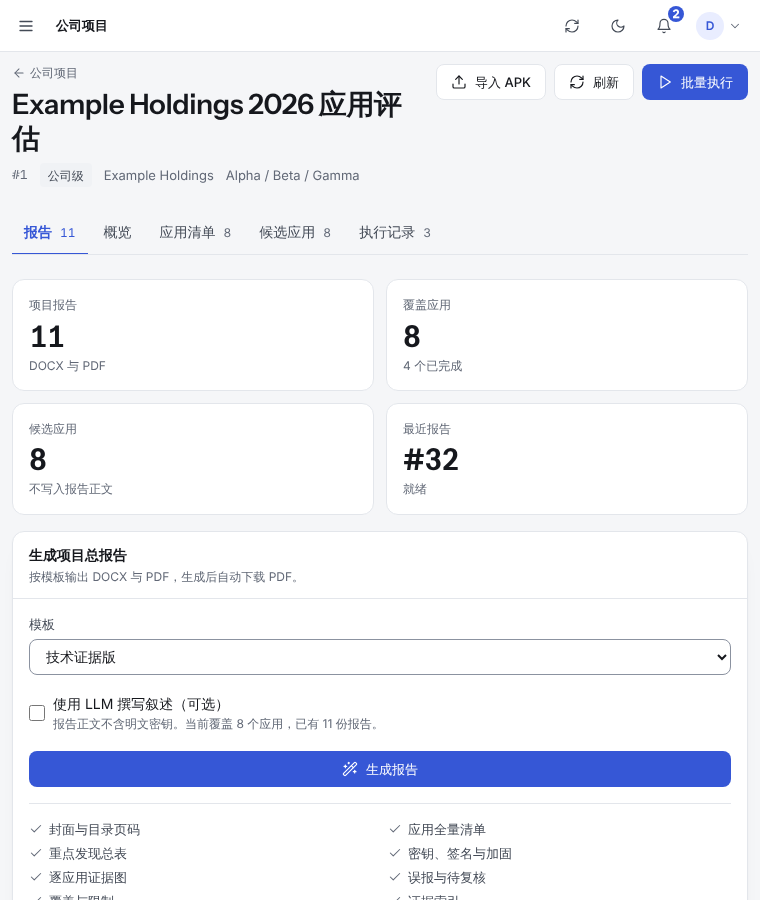 公司项目
2
D
公司项目
Example Holdings 2026 应用评
估
导入 APK
刷新
批量执行
#1 公司级 Example Holdings Alpha / Beta / Gamma
报告 11 概览 应用清单 8 候选应用 8 执行记录 3
项目报告
11
DOCX 与 PDF
覆盖应用
8
4 个已完成
候选应用
8
不写入报告正文
最近报告
#32
就绪
生成项目总报告
按模板输出 DOCX 与 PDF，生成后自动下载 PDF。
模板
技术证据版
使用 LLM 撰写叙述（可选）
报告正文不含明文密钥。当前覆盖 8 个应用，已有 11 份报告。
生成报告
封面与目录页码
应用全量清单
重点发现总表
密钥、签名与加固
逐应用证据图
误报与待复核
覆盖与限制
证据索引